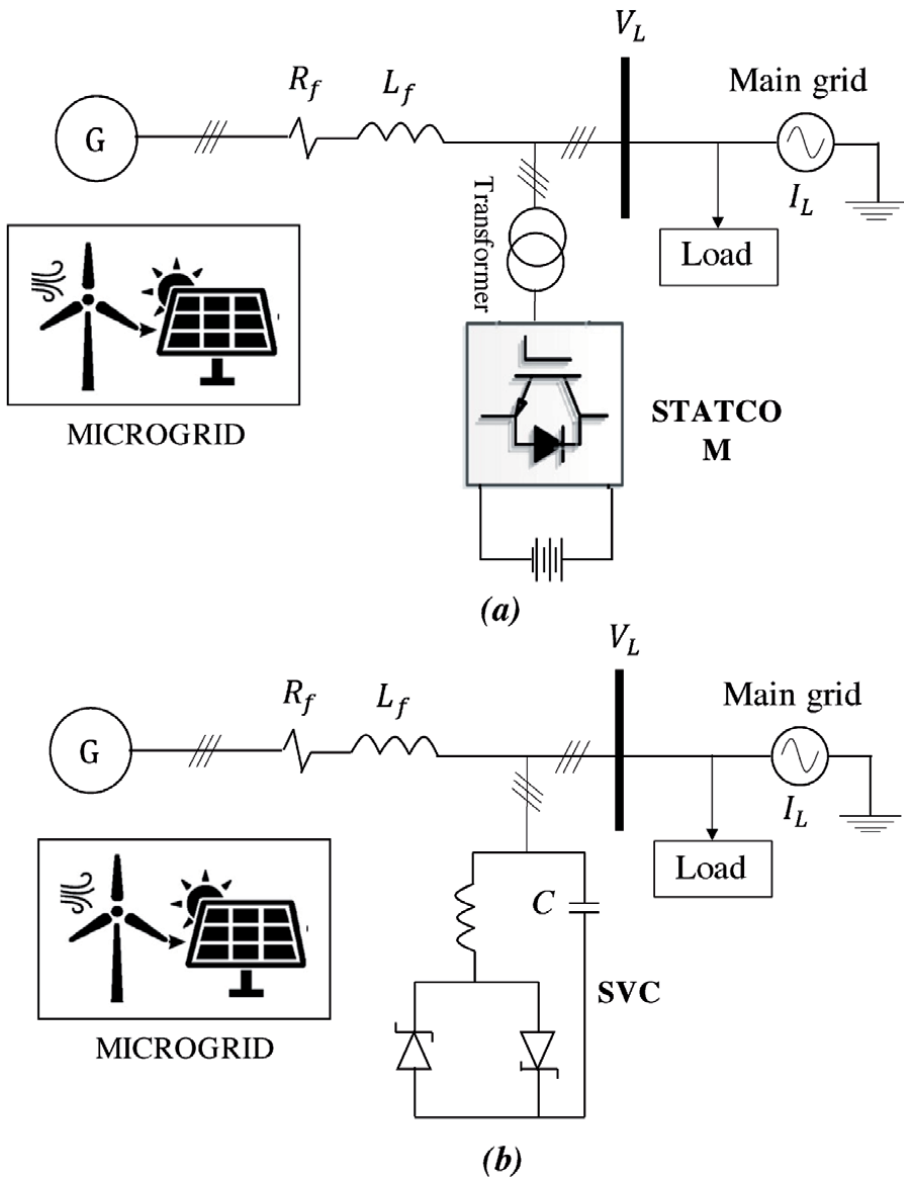 V_L
Main grid
R_f
L_f
G
I_L
Transformer
Load
STATCO
M
MICROGRID
(a)
V_L
Main grid
R_f
L_f
G
I_L
Load
C
SVC
MICROGRID
(b)